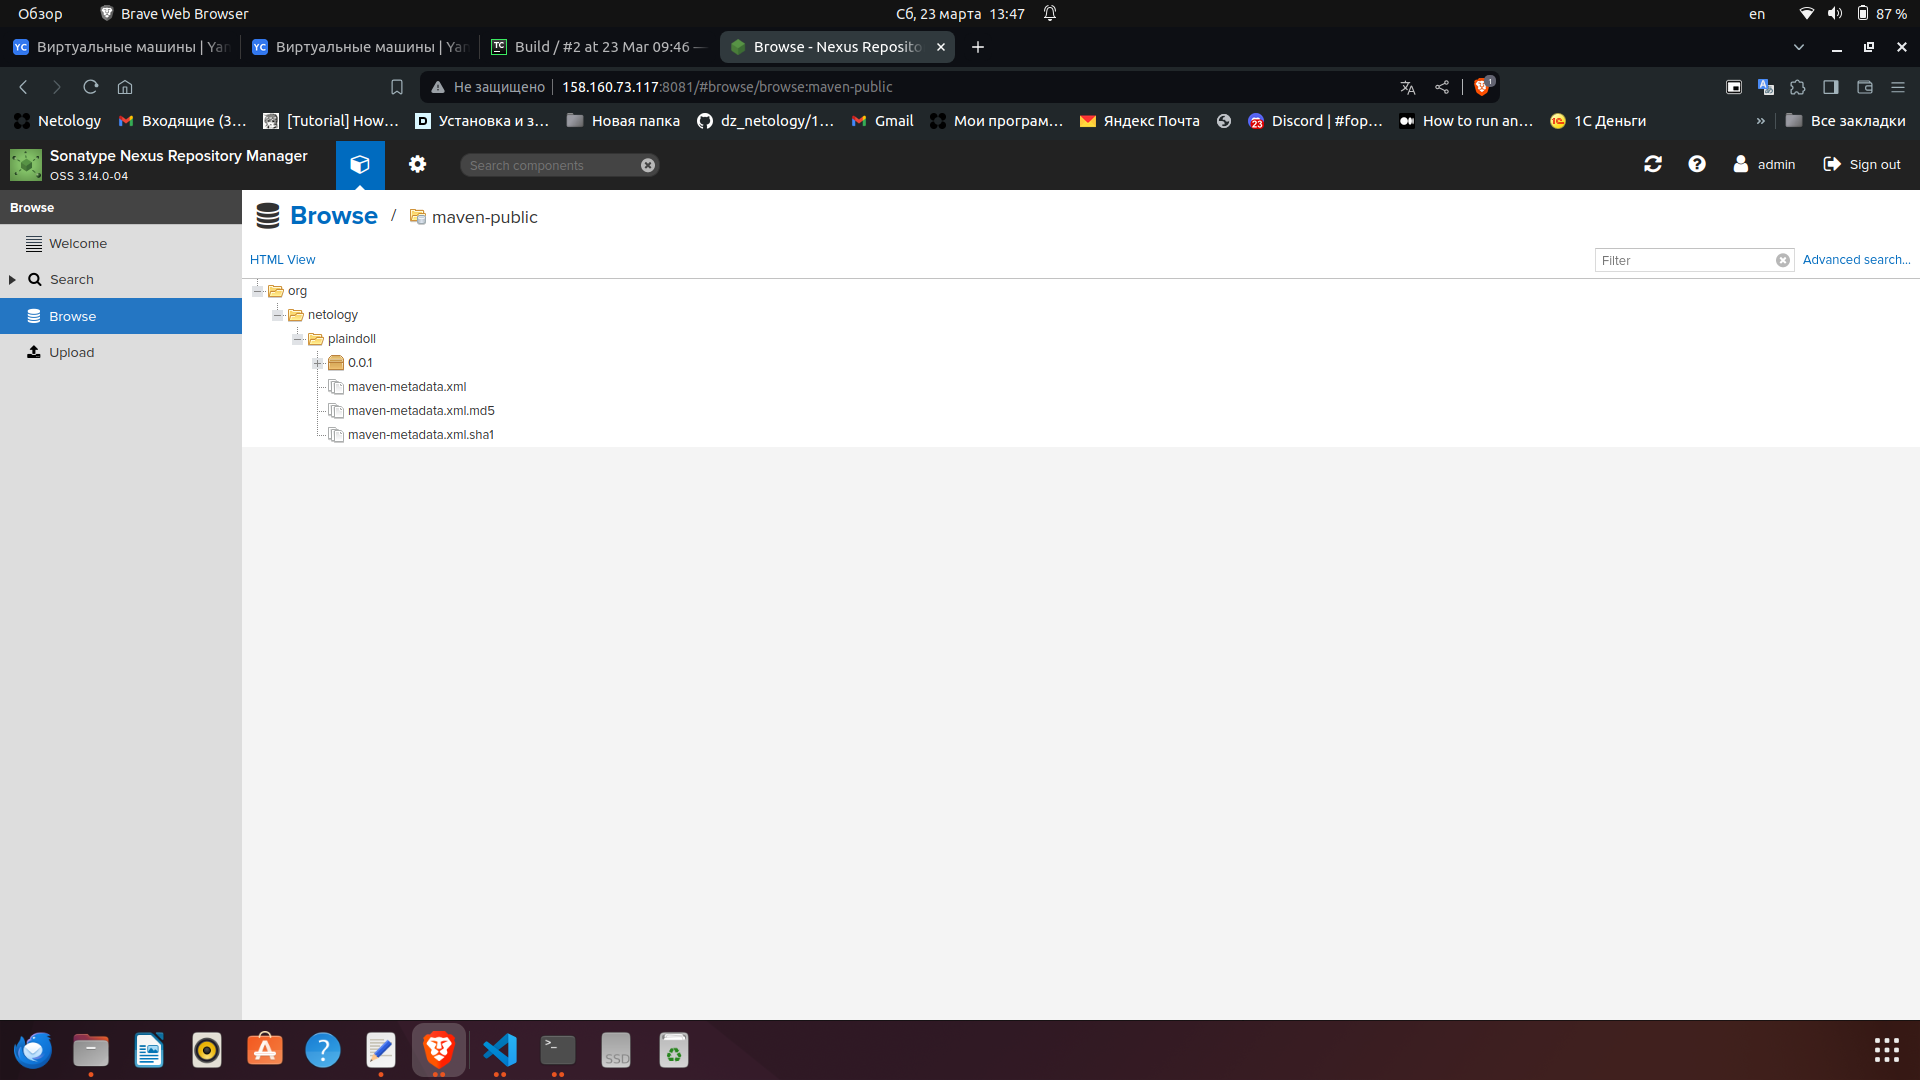 Обзор
Brave Web Browser
Сб, 23 марта 13:47
en
87 %
Виртуальные машины | Yan
Виртуальные машины | Yan
Build / #2 at 23 Mar 09:46 —
Browse - Nexus Reposito
Не защищено
158.160.73.117:8081/#browse/browse:maven-public
1
Netology
Входящие (3…
[Tutorial] How…
Установка и з…
Новая папка
dz_netology/1…
Gmail
Мои програм…
Яндекс Почта
Discord | #fop…
How to run an…
1С Деньги
»
Все закладки
Sonatype Nexus Repository Manager
OSS 3.14.0-04
Search components
admin
Sign out
Browse
Welcome
Search
Browse
Upload
Browse / maven-public
HTML View
Filter
Advanced search...
org
netology
plaindoll
0.0.1
maven-metadata.xml
maven-metadata.xml.md5
maven-metadata.xml.sha1
SSD